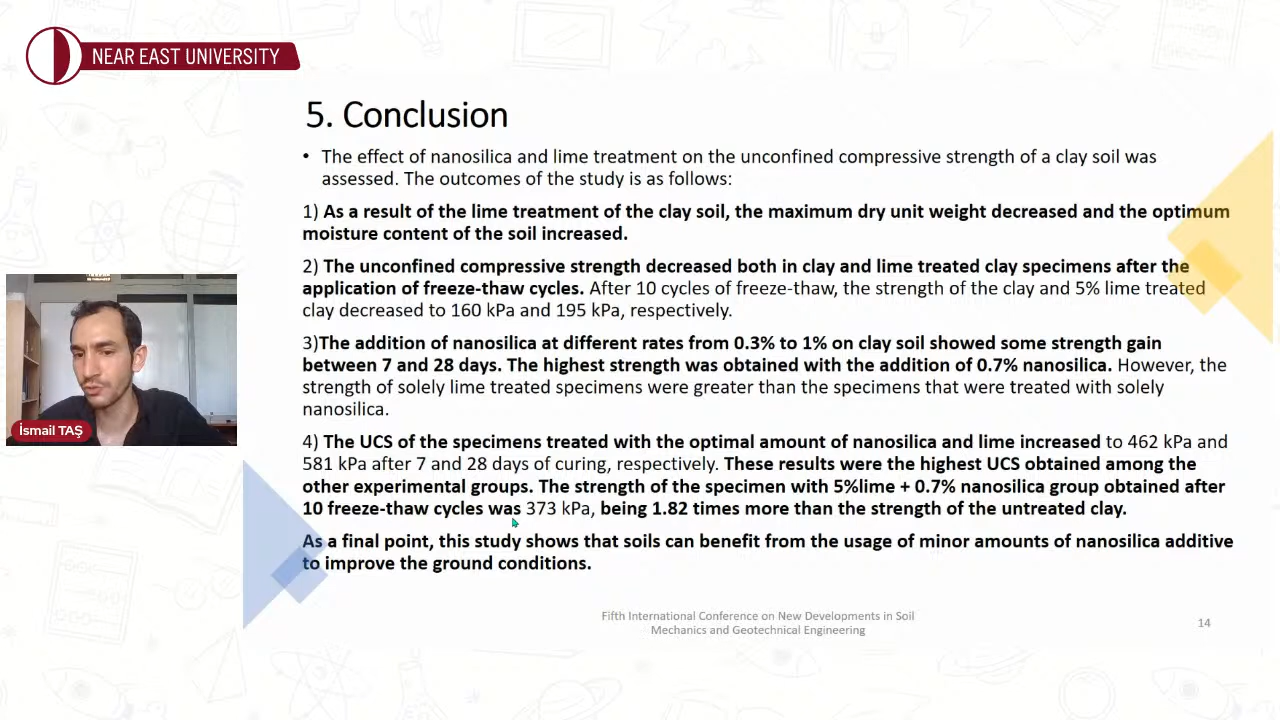 NEAR EAST UNIVERSITY
5. Conclusion
• The effect of nanosilica and lime treatment on the unconfined compressive strength of a clay soil was
assessed. The outcomes of the study is as follows:
1) As a result of the lime treatment of the clay soil, the maximum dry unit weight decreased and the optimum
moisture content of the soil increased.
2) The unconfined compressive strength decreased both in clay and lime treated clay specimens after the
application of freeze-thaw cycles. After 10 cycles of freeze-thaw, the strength of the clay and 5% lime treated
clay decreased to 160 kPa and 195 kPa, respectively.
3)The addition of nanosilica at different rates from 0.3% to 1% on clay soil showed some strength gain
between 7 and 28 days. The highest strength was obtained with the addition of 0.7% nanosilica. However, the
strength of solely lime treated specimens were greater than the specimens that were treated with solely
nanosilica.
İsmail TAŞ
4) The UCS of the specimens treated with the optimal amount of nanosilica and lime increased to 462 kPa and
581 kPa after 7 and 28 days of curing, respectively. These results were the highest UCS obtained among the
other experimental groups. The strength of the specimen with 5%lime + 0.7% nanosilica group obtained after
10 freeze-thaw cycles was 373 kPa, being 1.82 times more than the strength of the untreated clay.
As a final point, this study shows that soils can benefit from the usage of minor amounts of nanosilica additive
to improve the ground conditions.
Fifth International Conference on New Developments in Soil
Mechanics and Geotechnical Engineering
14